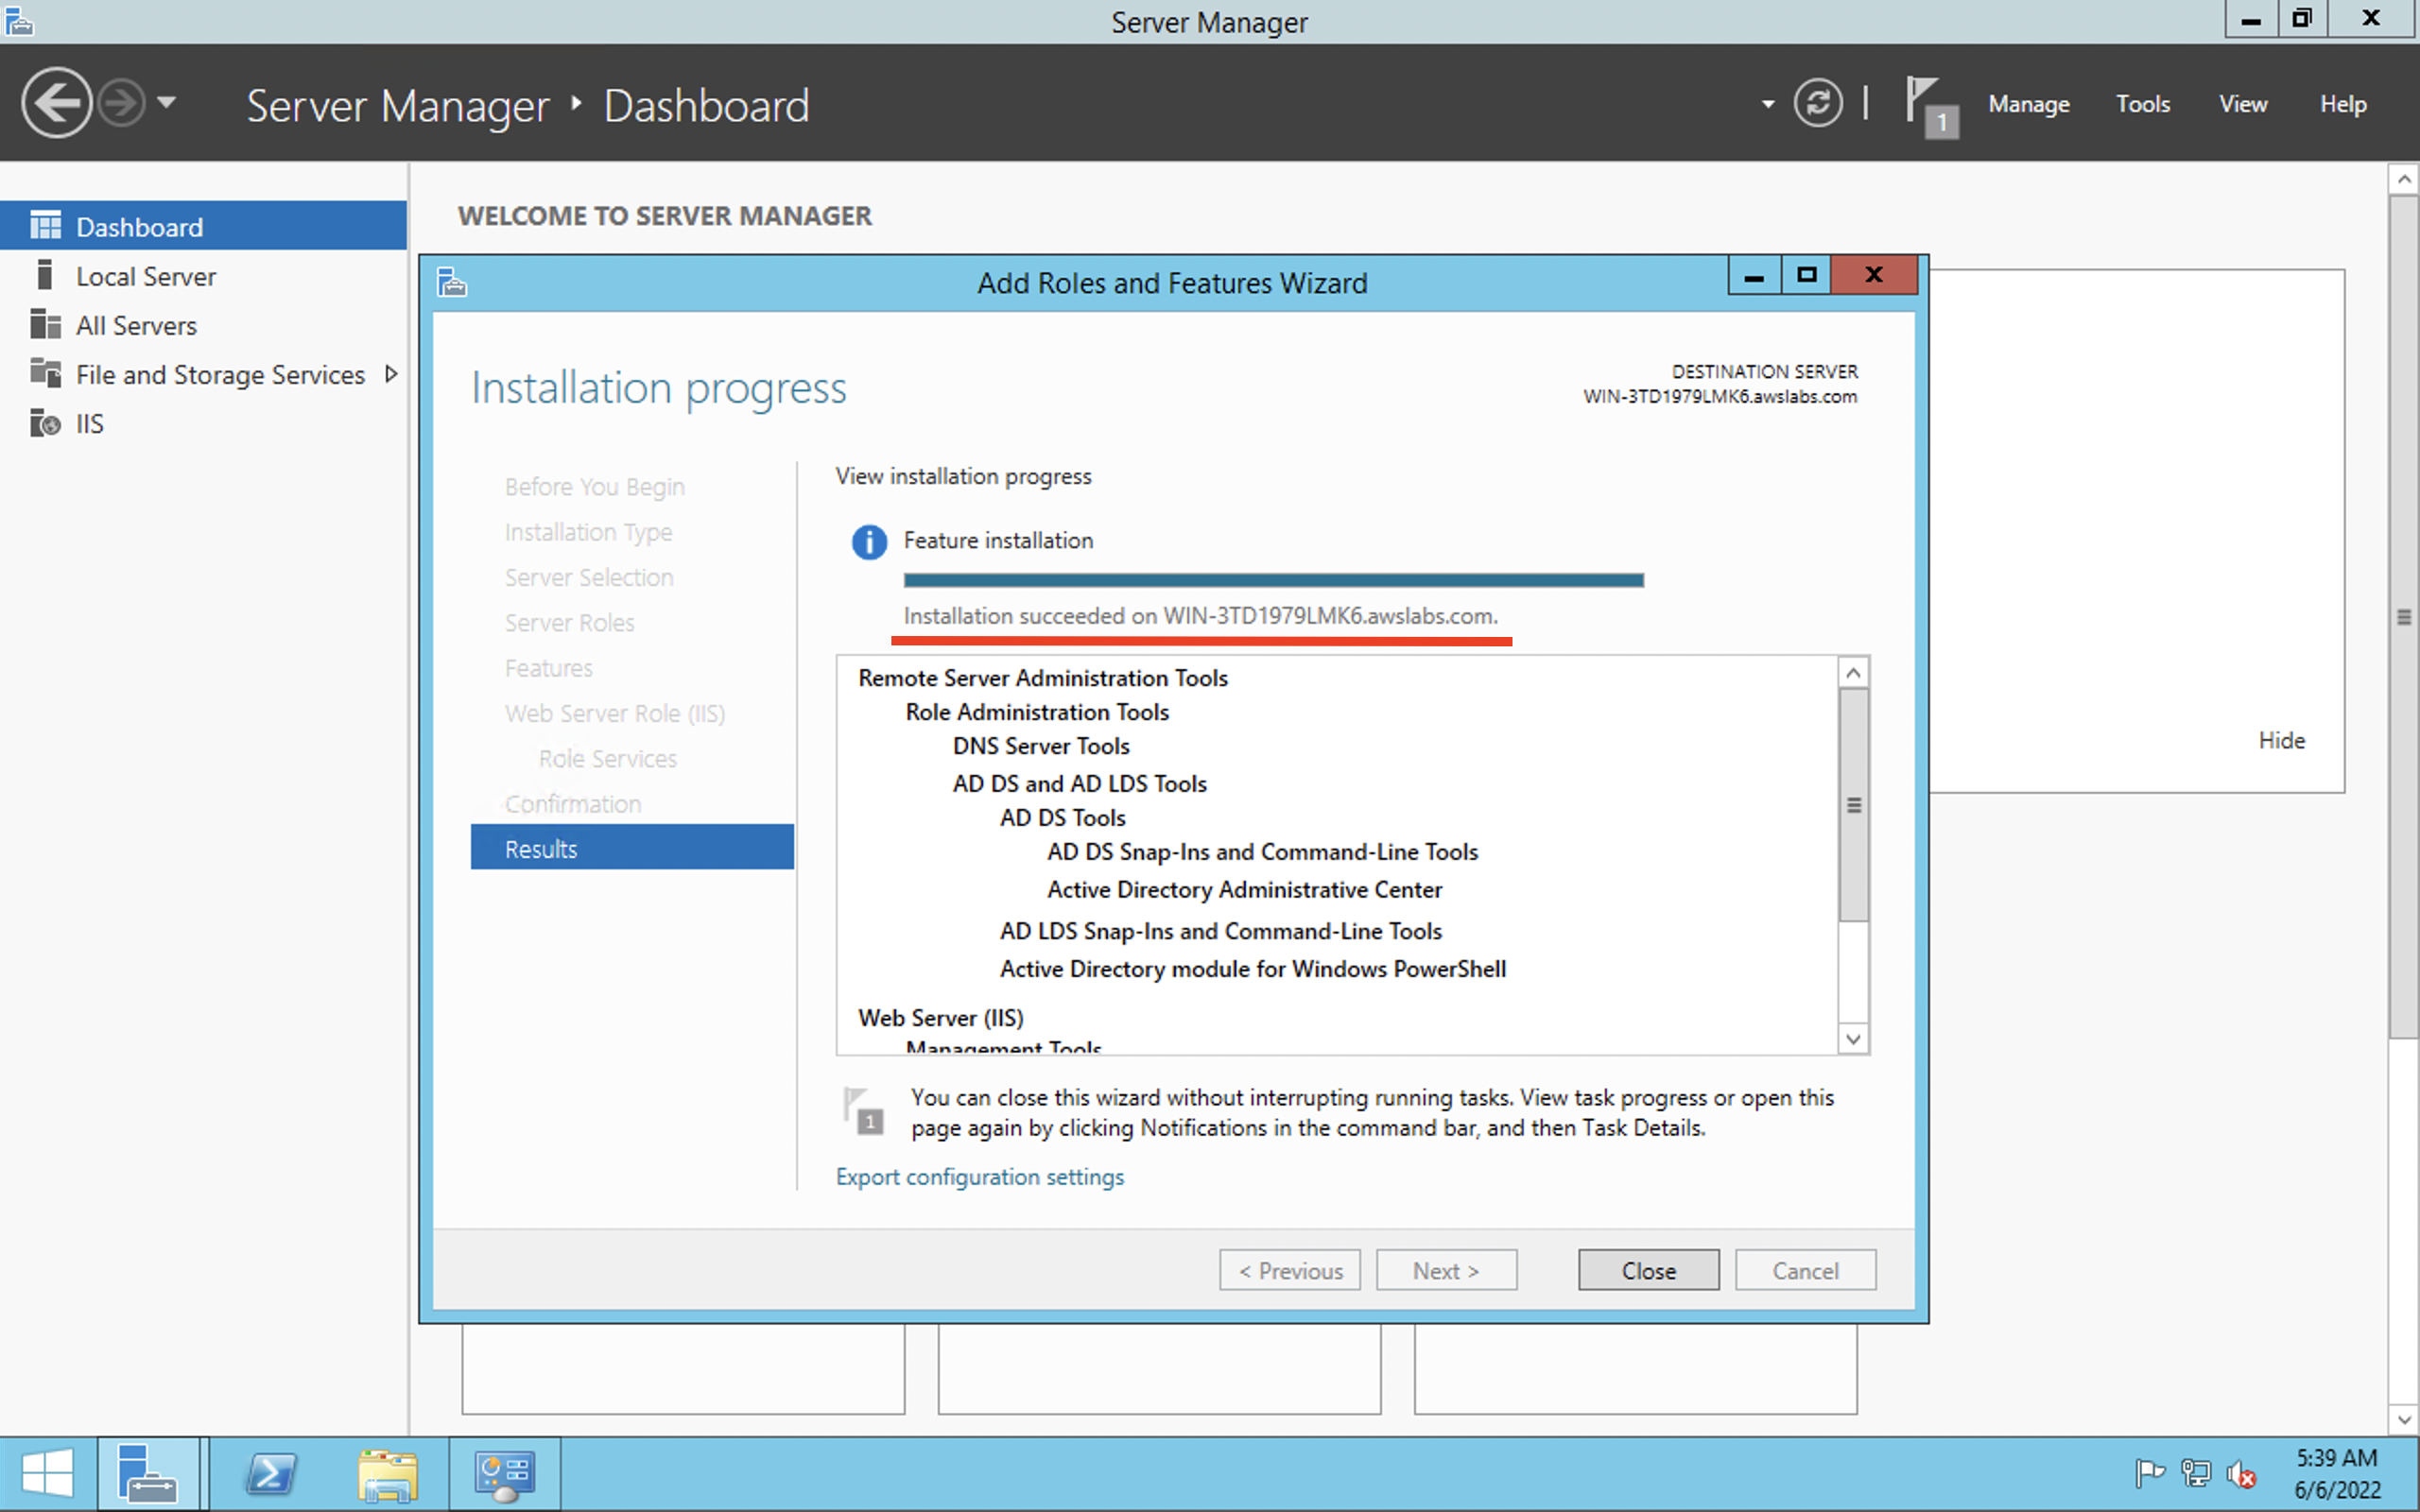 Server Manager
Server Manager ‣ Dashboard
1
Manage
Tools
View
Help
Dashboard
Local Server
All Servers
File and Storage Services
IIS
WELCOME TO SERVER MANAGER
Add Roles and Features Wizard
Installation progress
DESTINATION SERVER
WIN-3TD1979LMK6.awslabs.com
Before You Begin
Installation Type
Server Selection
Server Roles
Features
Web Server Role (IIS)
Role Services
Confirmation
Results
View installation progress
Feature installation
Installation succeeded on WIN-3TD1979LMK6.awslabs.com.
Remote Server Administration Tools
Role Administration Tools
DNS Server Tools
AD DS and AD LDS Tools
AD DS Tools
AD DS Snap-Ins and Command-Line Tools
Active Directory Administrative Center
AD LDS Snap-Ins and Command-Line Tools
Active Directory module for Windows PowerShell
Web Server (IIS)
Management Tools
1
You can close this wizard without interrupting running tasks. View task progress or open this
page again by clicking Notifications in the command bar, and then Task Details.
Export configuration settings
< Previous
Next >
Close
Cancel
Hide
5:39 AM
6/6/2022